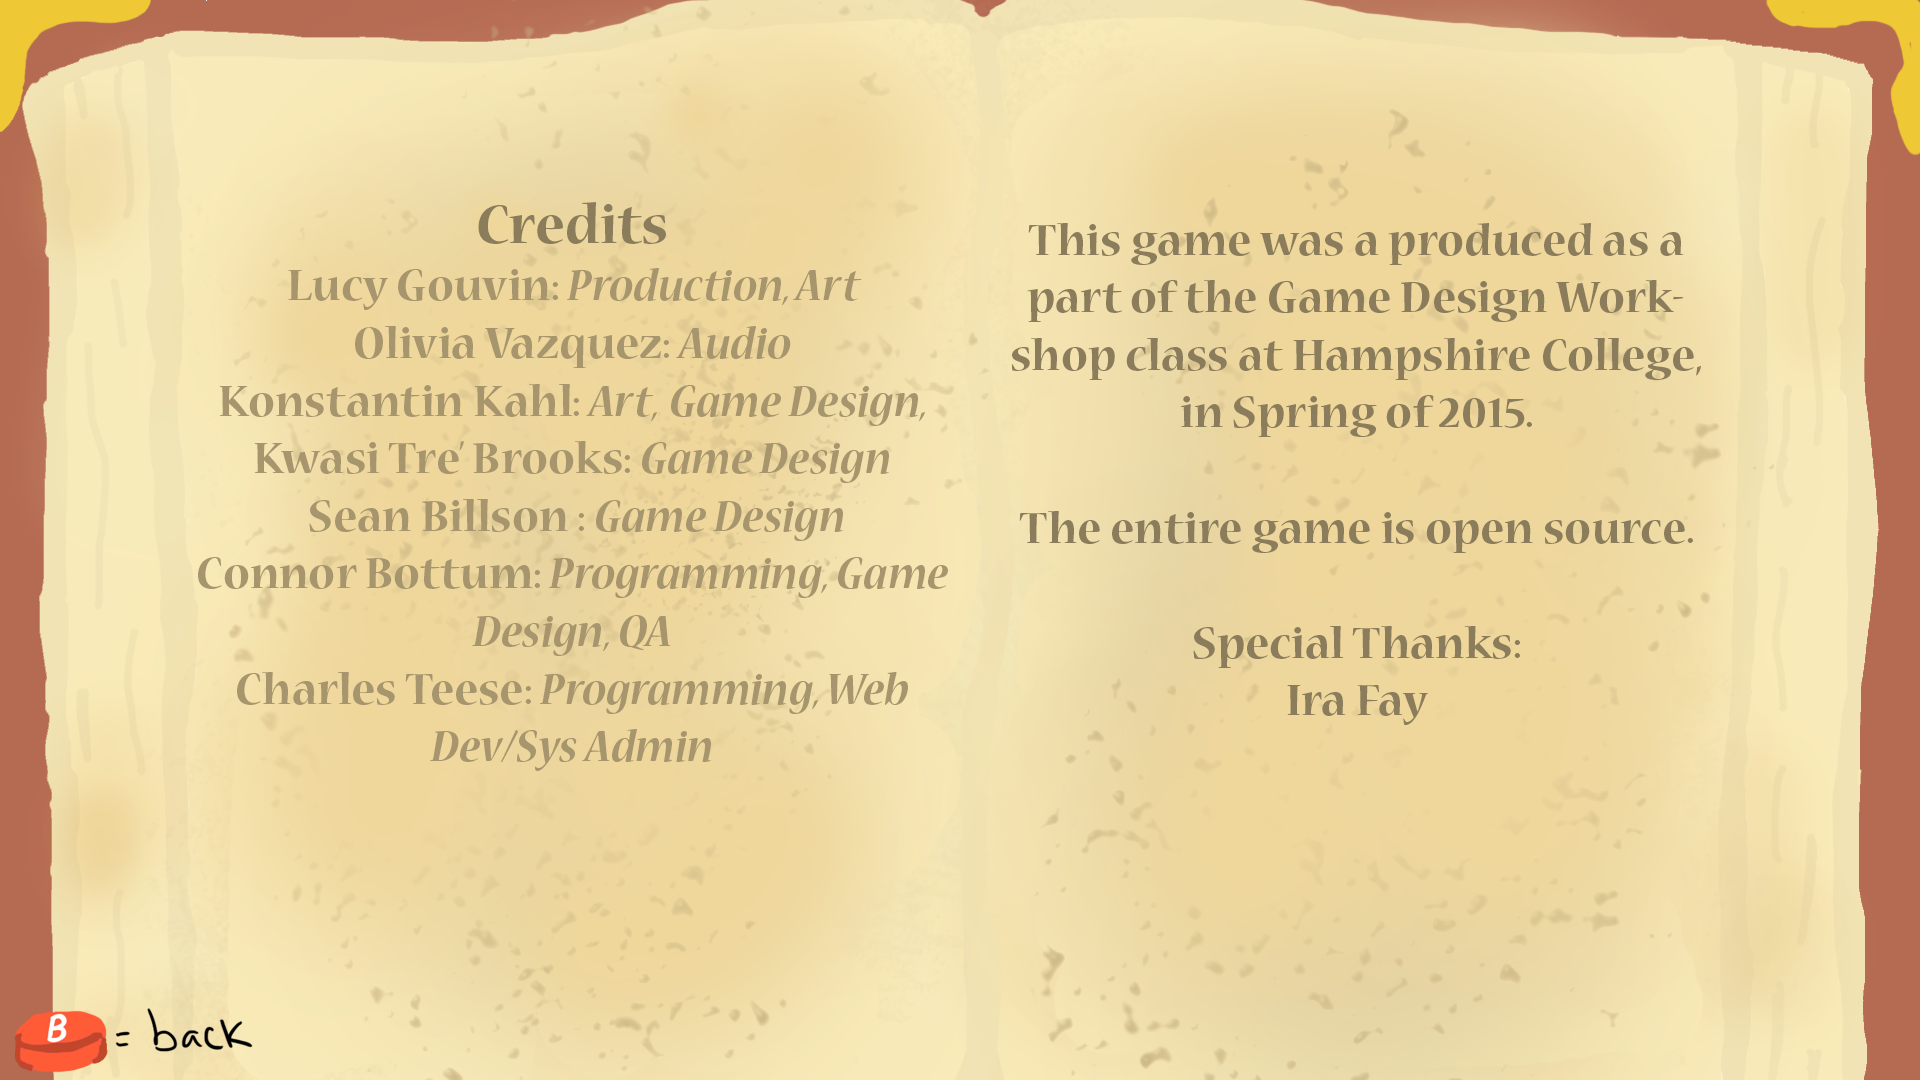 Credits
Lucy Gouvin: Production, Art
Olivia Vazquez: Audio
Konstantin Kahl: Art, Game Design,
Kwasi Tre' Brooks: Game Design
Sean Billson : Game Design
Connor Bottum: Programming, Game
Design, QA
Charles Teese: Programming, Web
Dev/Sys Admin
This game was a produced as a
part of the Game Design Work-
shop class at Hampshire College,
in Spring of 2015.
The entire game is open source.
Special Thanks:
Ira Fay
B = back